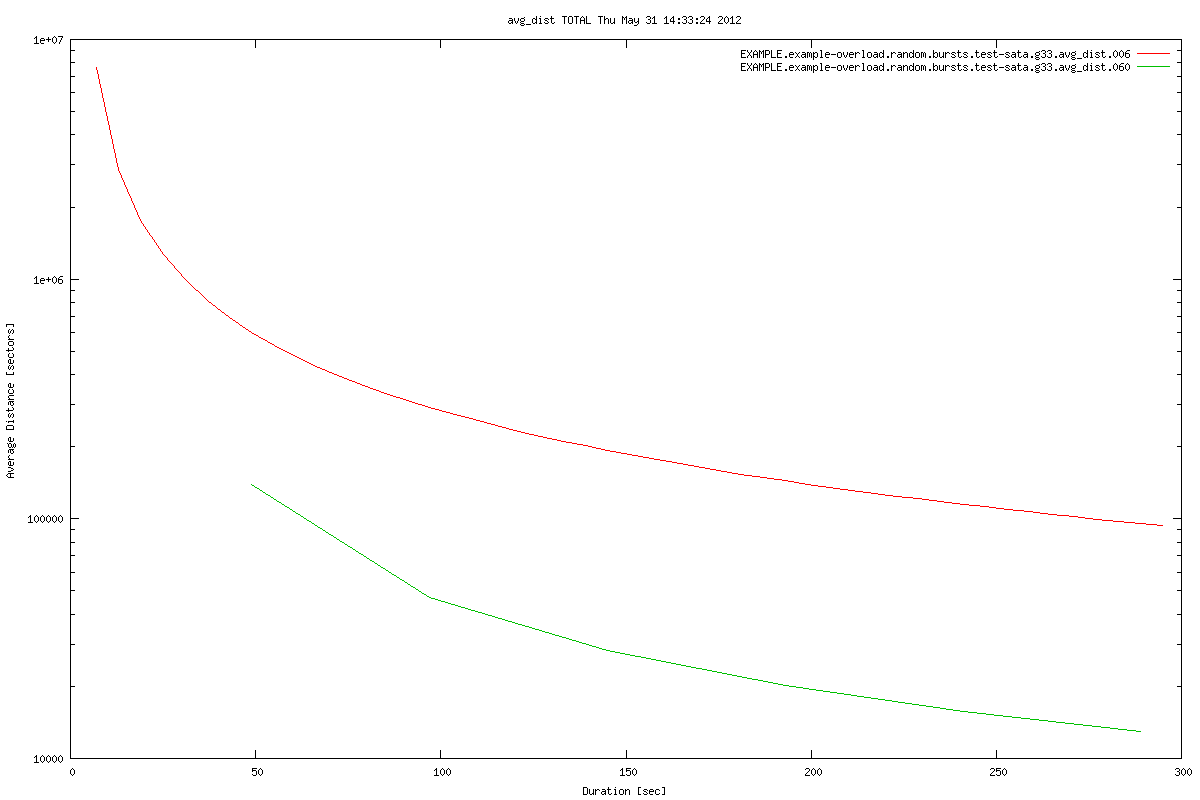 avg_dist TOTAL Thu May 31 14:33:24 2012
EXAMPLE.example-overload.random.bursts.test-sata.g33.avg_dist.006
EXAMPLE.example-overload.random.bursts.test-sata.g33.avg_dist.060
1e+07
1e+06
100000
10000
Average Distance [sectors]
0 50 100 150 200 250 300
Duration [sec]